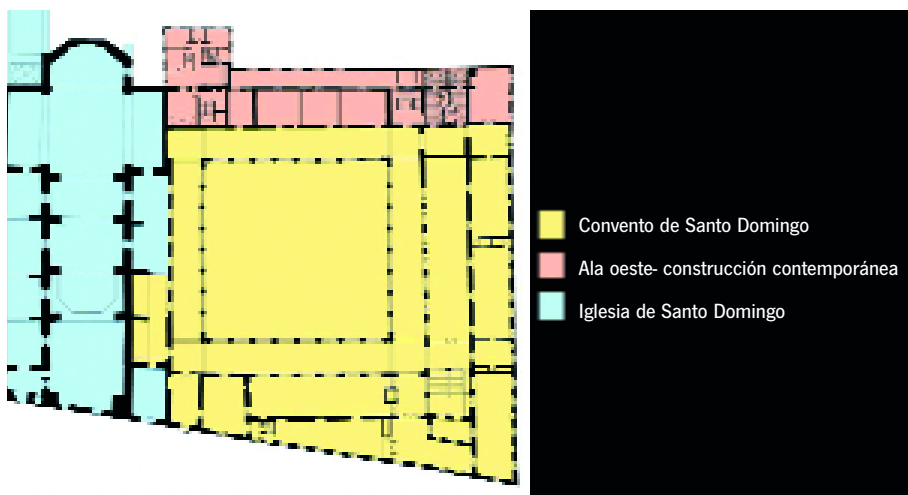 Convento de Santo Domingo
Ala oeste- construcción contemporánea
Iglesia de Santo Domingo